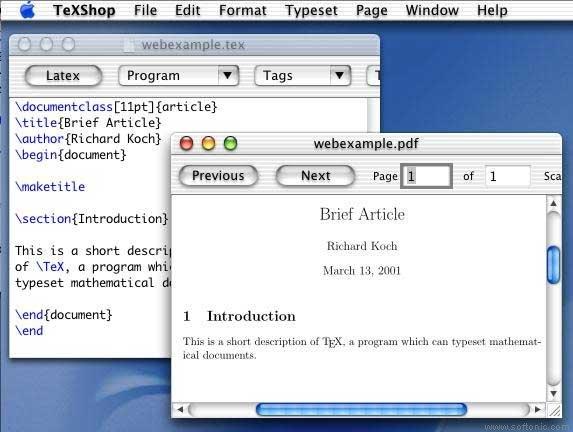 TeXShop File Edit Format Typeset Page Window Help
webexample.tex
Latex Program Tags T
\documentclass[11pt]{article}
\title{Brief Article}
\author{Richard Koch}
\begin{document}
\maketitle
\section{Introduction}
This is a short descrip
of \TeX, a program whic
typeset mathematical do
\end{document}
\end
webexample.pdf
Previous Next Page 1 of 1 Sca
Brief Article
Richard Koch
March 13, 2001
1 Introduction
This is a short description of TEX, a program which can typeset mathemat-
ical documents.
www.softonic.com